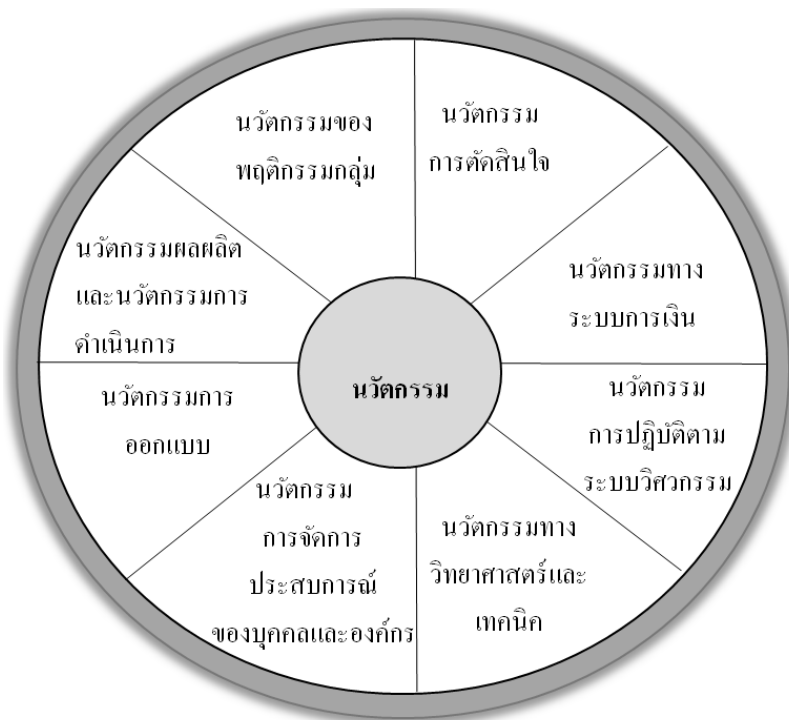 นวัตกรรมของ
พฤติกรรมกลุ่ม
นวัตกรรม
การตัดสินใจ
นวัตกรรมทาง
ระบบการเงิน
นวัตกรรม
การปฏิบัติตาม
ระบบวิศวกรรม
นวัตกรรมทาง
วิทยาศาสตร์และ
เทคนิค
นวัตกรรม
การจัดการ
ประสบการณ์
ของบุคคลและองค์กร
นวัตกรรมการ
ออกแบบ
นวัตกรรมผลผลิต
และนวัตกรรมการ
ดำเนินการ
นวัตกรรม